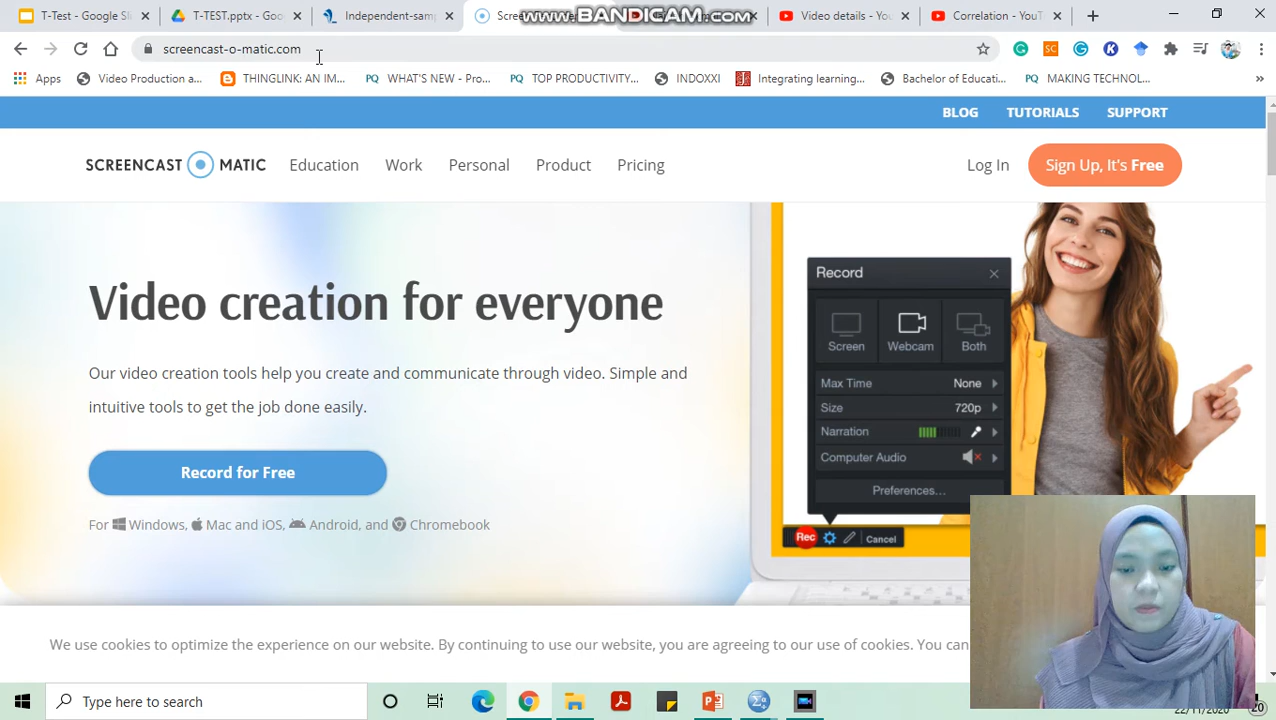 T-Test - Google Sli
T-TEST.pptx - Goo
Independent-samp
Scree
www.BANDICAM.com
Video details - You
Correlation - YouT
screencast-o-matic.com
Apps
Video Production a...
THINGLINK: AN IM...
WHAT'S NEW - Pro...
TOP PRODUCTIVITY...
INDOXXI
Integrating learning...
Bachelor of Educati...
MAKING TECHNOL...
BLOG TUTORIALS SUPPORT
SCREENCAST O MATIC
Education Work Personal Product Pricing
Log In
Sign Up, It's Free
Video creation for everyone
Our video creation tools help you create and communicate through video. Simple and
intuitive tools to get the job done easily.
Record for Free
For Windows, Mac and iOS, Android, and Chromebook
Record
Screen Webcam Both
Max Time None
Size 720p
Narration
Computer Audio
Preferences...
Rec Cancel
We use cookies to optimize the experience on our website. By continuing to use our website, you are agreeing to our use of cookies. You can
Type here to search
22/11/2020
20